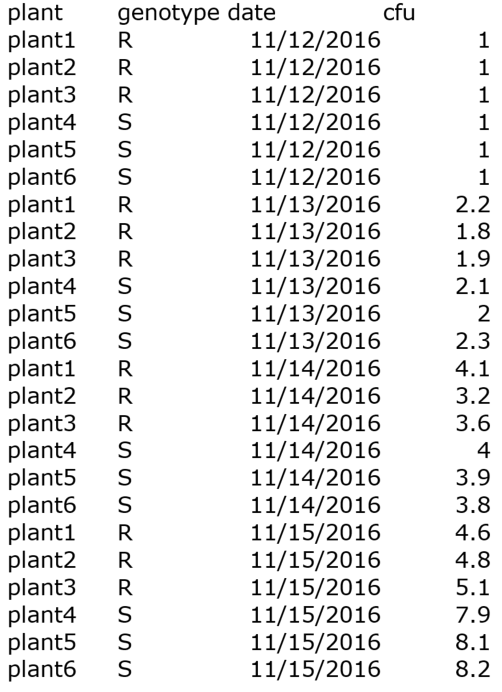 plant genotype date cfu
plant1 R 11/12/2016 1
plant2 R 11/12/2016 1
plant3 R 11/12/2016 1
plant4 S 11/12/2016 1
plant5 S 11/12/2016 1
plant6 S 11/12/2016 1
plant1 R 11/13/2016 2.2
plant2 R 11/13/2016 1.8
plant3 R 11/13/2016 1.9
plant4 S 11/13/2016 2.1
plant5 S 11/13/2016 2
plant6 S 11/13/2016 2.3
plant1 R 11/14/2016 4.1
plant2 R 11/14/2016 3.2
plant3 R 11/14/2016 3.6
plant4 S 11/14/2016 4
plant5 S 11/14/2016 3.9
plant6 S 11/14/2016 3.8
plant1 R 11/15/2016 4.6
plant2 R 11/15/2016 4.8
plant3 R 11/15/2016 5.1
plant4 S 11/15/2016 7.9
plant5 S 11/15/2016 8.1
plant6 S 11/15/2016 8.2